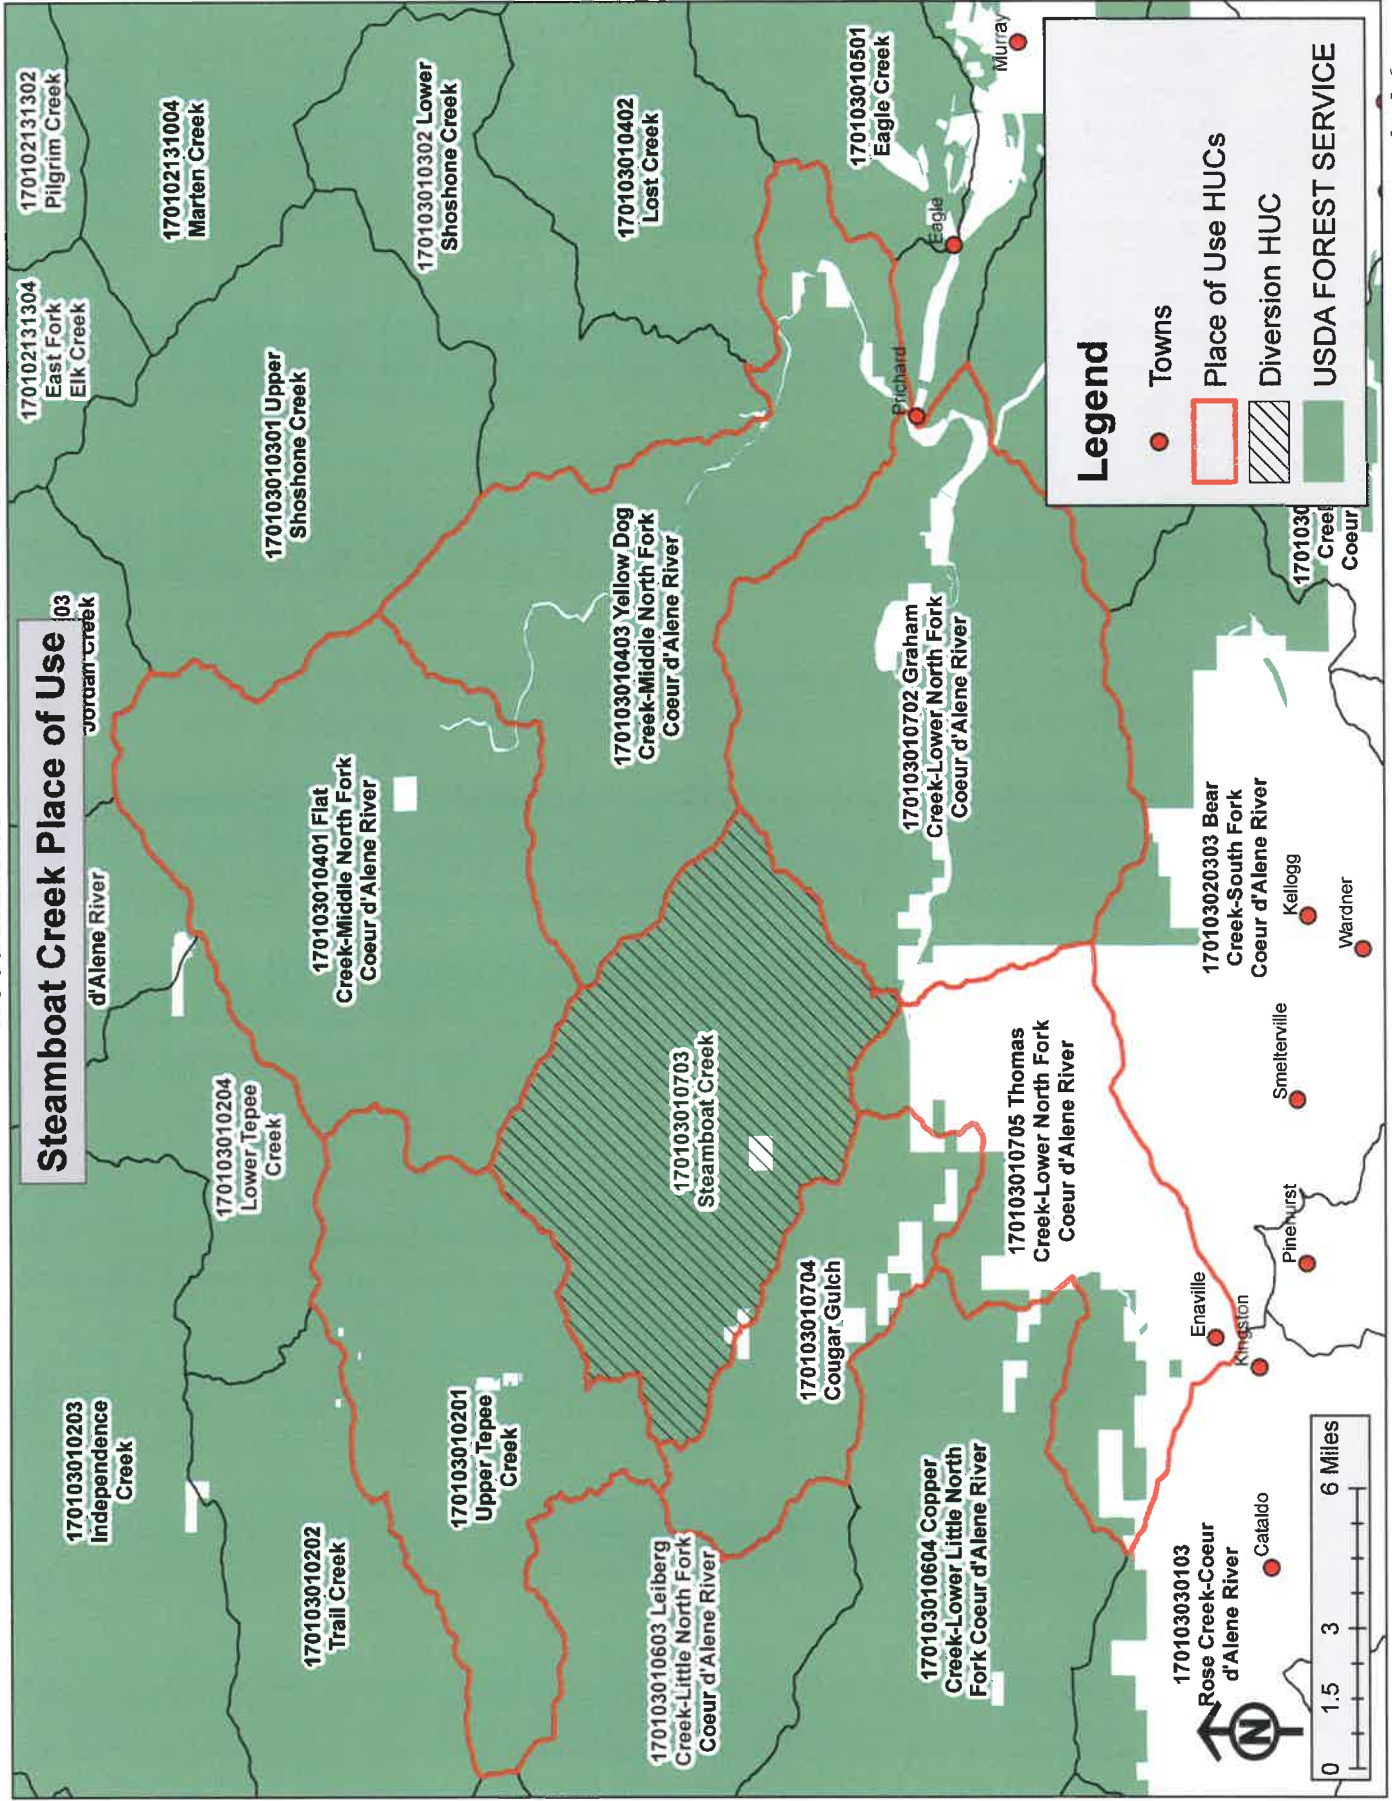 Steamboat Creek Place of Use
170103010203
Independence
Creek
170103010204
Lower Tepee
Creek
d'Alene River
03
Jordan Creek
170102131304
East Fork
Elk Creek
170102131302
Pilgrim Creek
170102131004
Marten Creek
170103010202
Trail Creek
170103010401 Flat
Creek-Middle North Fork
Coeur d'Alene River
170103010301 Upper
Shoshone Creek
170103010302 Lower
Shoshone Creek
170103010201
Upper Tepee
Creek
170103010403 Yellow Dog
Creek-Middle North Fork
Coeur d'Alene River
170103010402
Lost Creek
170103010603 Leiberg
Creek-Little North Fork
Coeur d'Alene River
170103010703
Steamboat Creek
170103010704
Cougar Gulch
170103010501
Eagle Creek
Murray
Eagle
Prichard
170103010702 Graham
Creek-Lower North Fork
Coeur d'Alene River
170103010604 Copper
Creek-Lower Little North
Fork Coeur d'Alene River
170103010705 Thomas
Creek-Lower North Fork
Coeur d'Alene River
170103020303 Bear
Creek-South Fork
Coeur d'Alene River
170103030103
Rose Creek-Coeur
d'Alene River
Cataldo
Enaville
Kingston
Pinehurst
Smelterville
Kellogg
Wardner
1701030
Creek
Coeur
Legend
Towns
Place of Use HUCs
Diversion HUC
USDA FOREST SERVICE
N
0 1.5 3 6 Miles